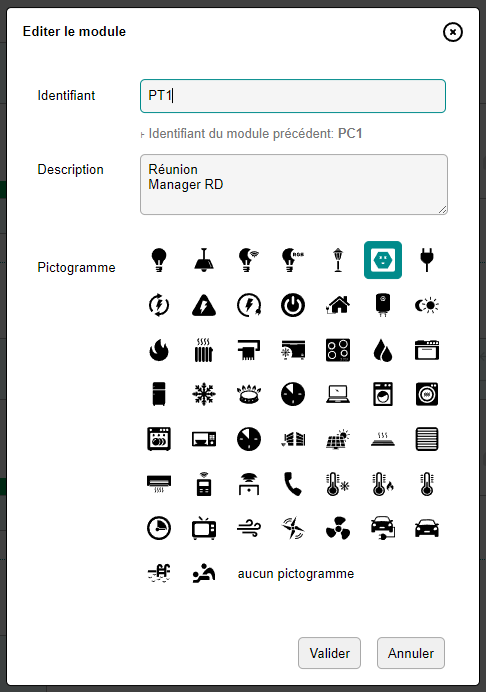 Editer le module
Identifiant
PT1
+ Identifiant du module précédent: PC1
Description
Réunion
Manager RD
Pictogramme
RGB
aucun pictogramme
Valider
Annuler